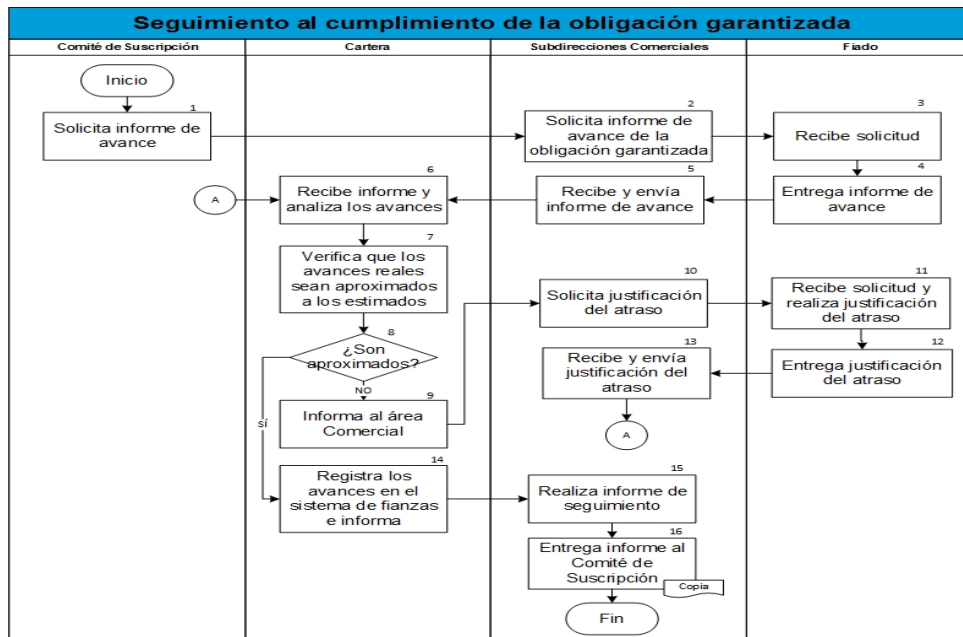 Seguimiento al cumplimiento de la obligación garantizada
Comité de Suscripción
Cartera
Subdirecciones Comerciales
Fiado
Inicio
1
Solicita informe de
avance
2
Solicita informe de
avance de la
obligación garantizada
3
Recibe solicitud
4
Entrega informe de
avance
5
Recibe y envía
informe de avance
6
Recibe informe y
analiza los avances
A
7
Verifica que los
avances reales
sean aproximados
a los estimados
8
¿Son
aproximados?
NO
SÍ
9
Informa al área
Comercial
10
Solicita justificación
del atraso
11
Recibe solicitud y
realiza justificación
del atraso
12
Entrega justificación
del atraso
13
Recibe y envía
justificación del
atraso
A
14
Registra los
avances en el
sistema de fianzas
e informa
15
Realiza informe de
seguimiento
16
Entrega informe al
Comité de
Suscripción
Copia
Fin